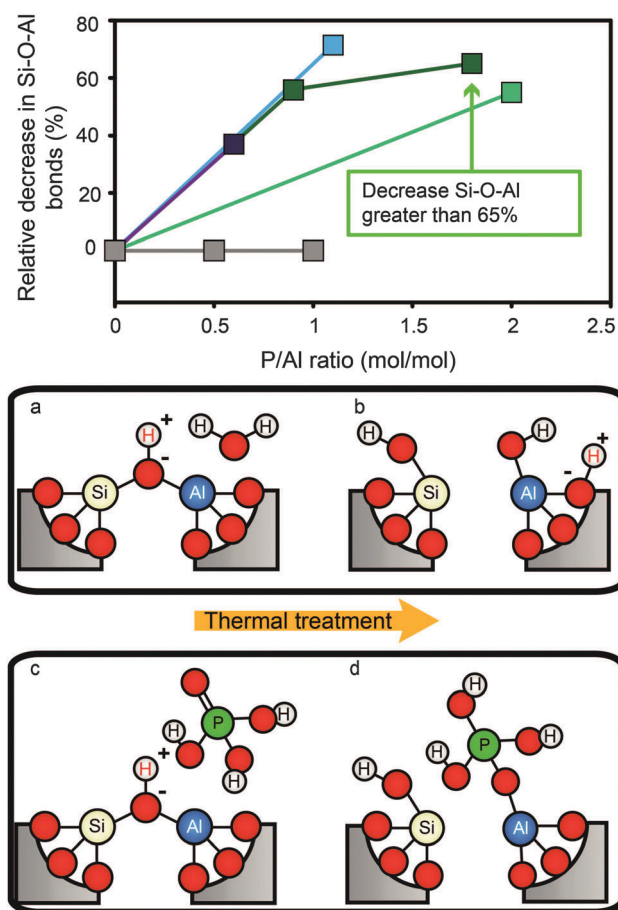 Relative decrease in Si-O-Al
bonds (%)
80
60
40
20
0
Decrease Si-O-Al
greater than 65%
0
0.5
1
1.5
2
2.5
P/Al ratio (mol/mol)
a
b
H
+
-
H
H
Si
Al
H
H
+
-
Si
Al
Thermal treatment
c
d
P
H
H
H
H
+
-
Si
Al
H
P
H
H
H
Si
Al